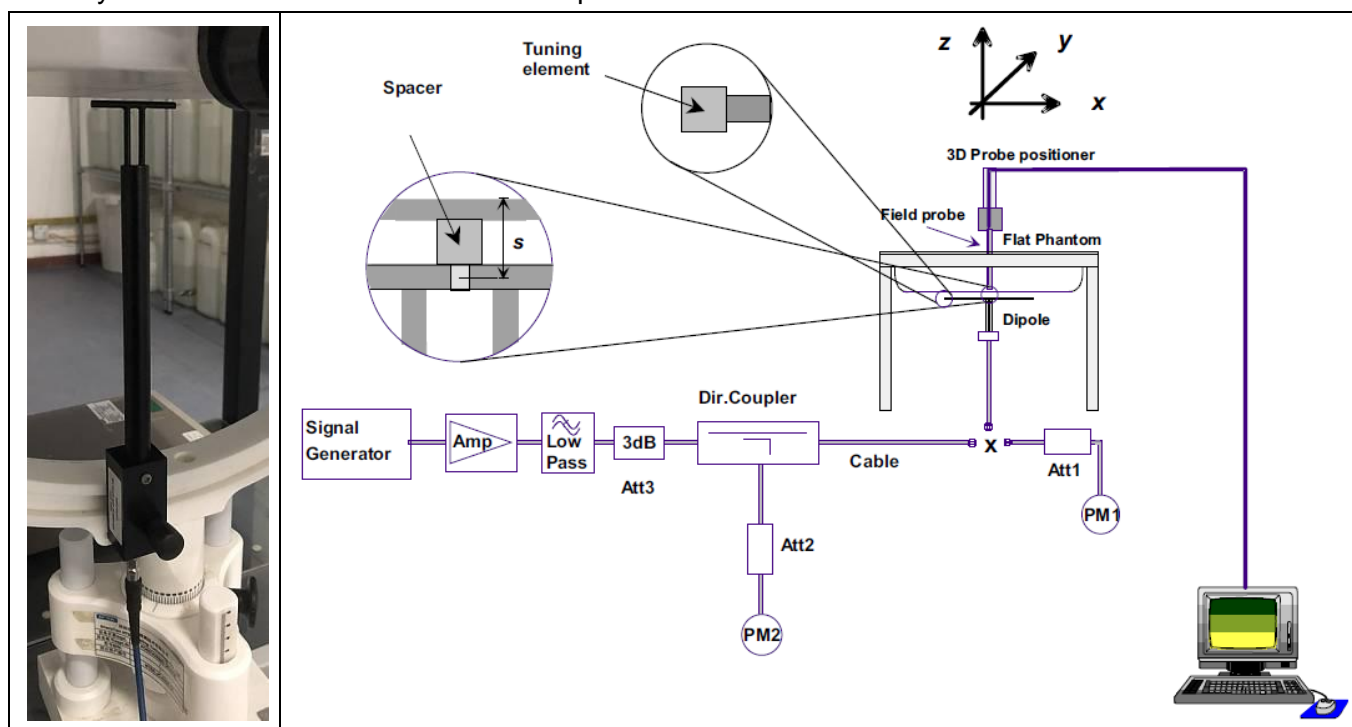 Tuning
element
Spacer
s
z
y
x
3D Probe positioner
Field probe
Flat Phantom
Dipole
Signal
Generator
Amp
Low
Pass
3dB
Att3
Dir.Coupler
Cable
x
Att1
PM1
Att2
PM2